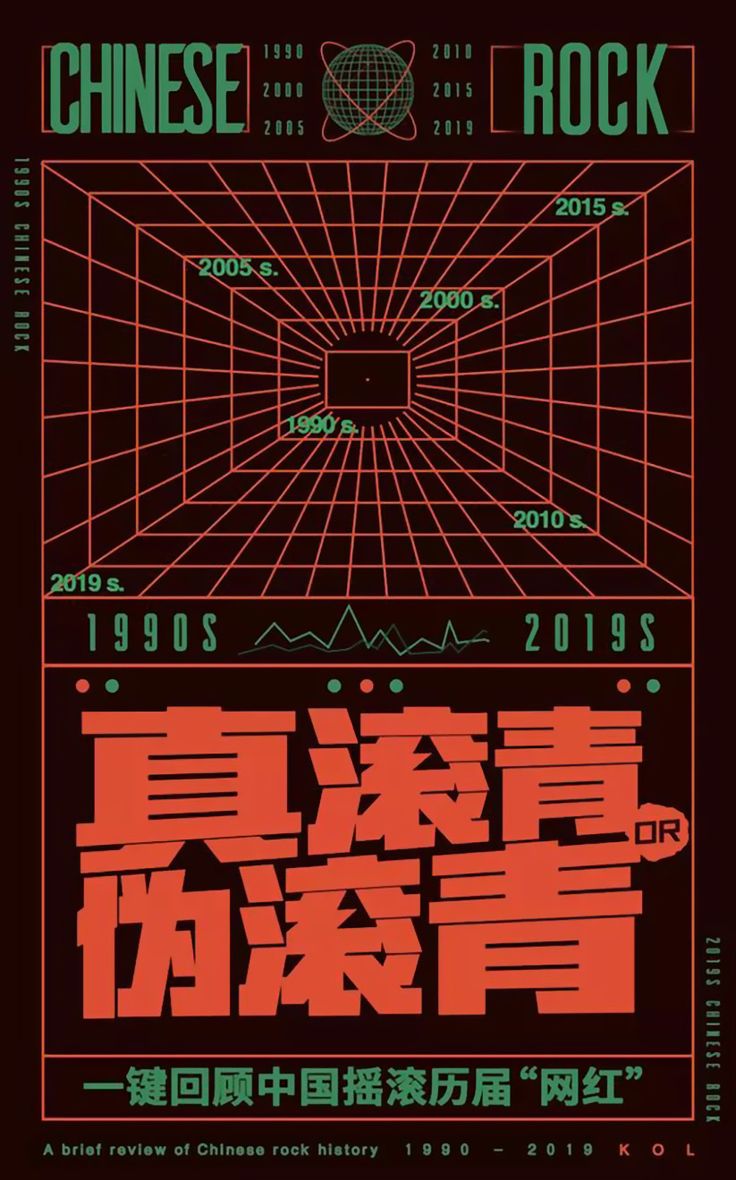 CHINESE
1990
2000
2005
2010
2015
2019
ROCK
1990S CHINESE ROCK
2015 s.
2005 s.
2000 s.
1990 s.
2010 s.
2019 s.
1990S
2019S
真滚青
OR
伪滚青
2019S CHINESE ROCK
一键回顾中国摇滚历届“网红”
A brief review of Chinese rock history 1990 – 2019 KOL